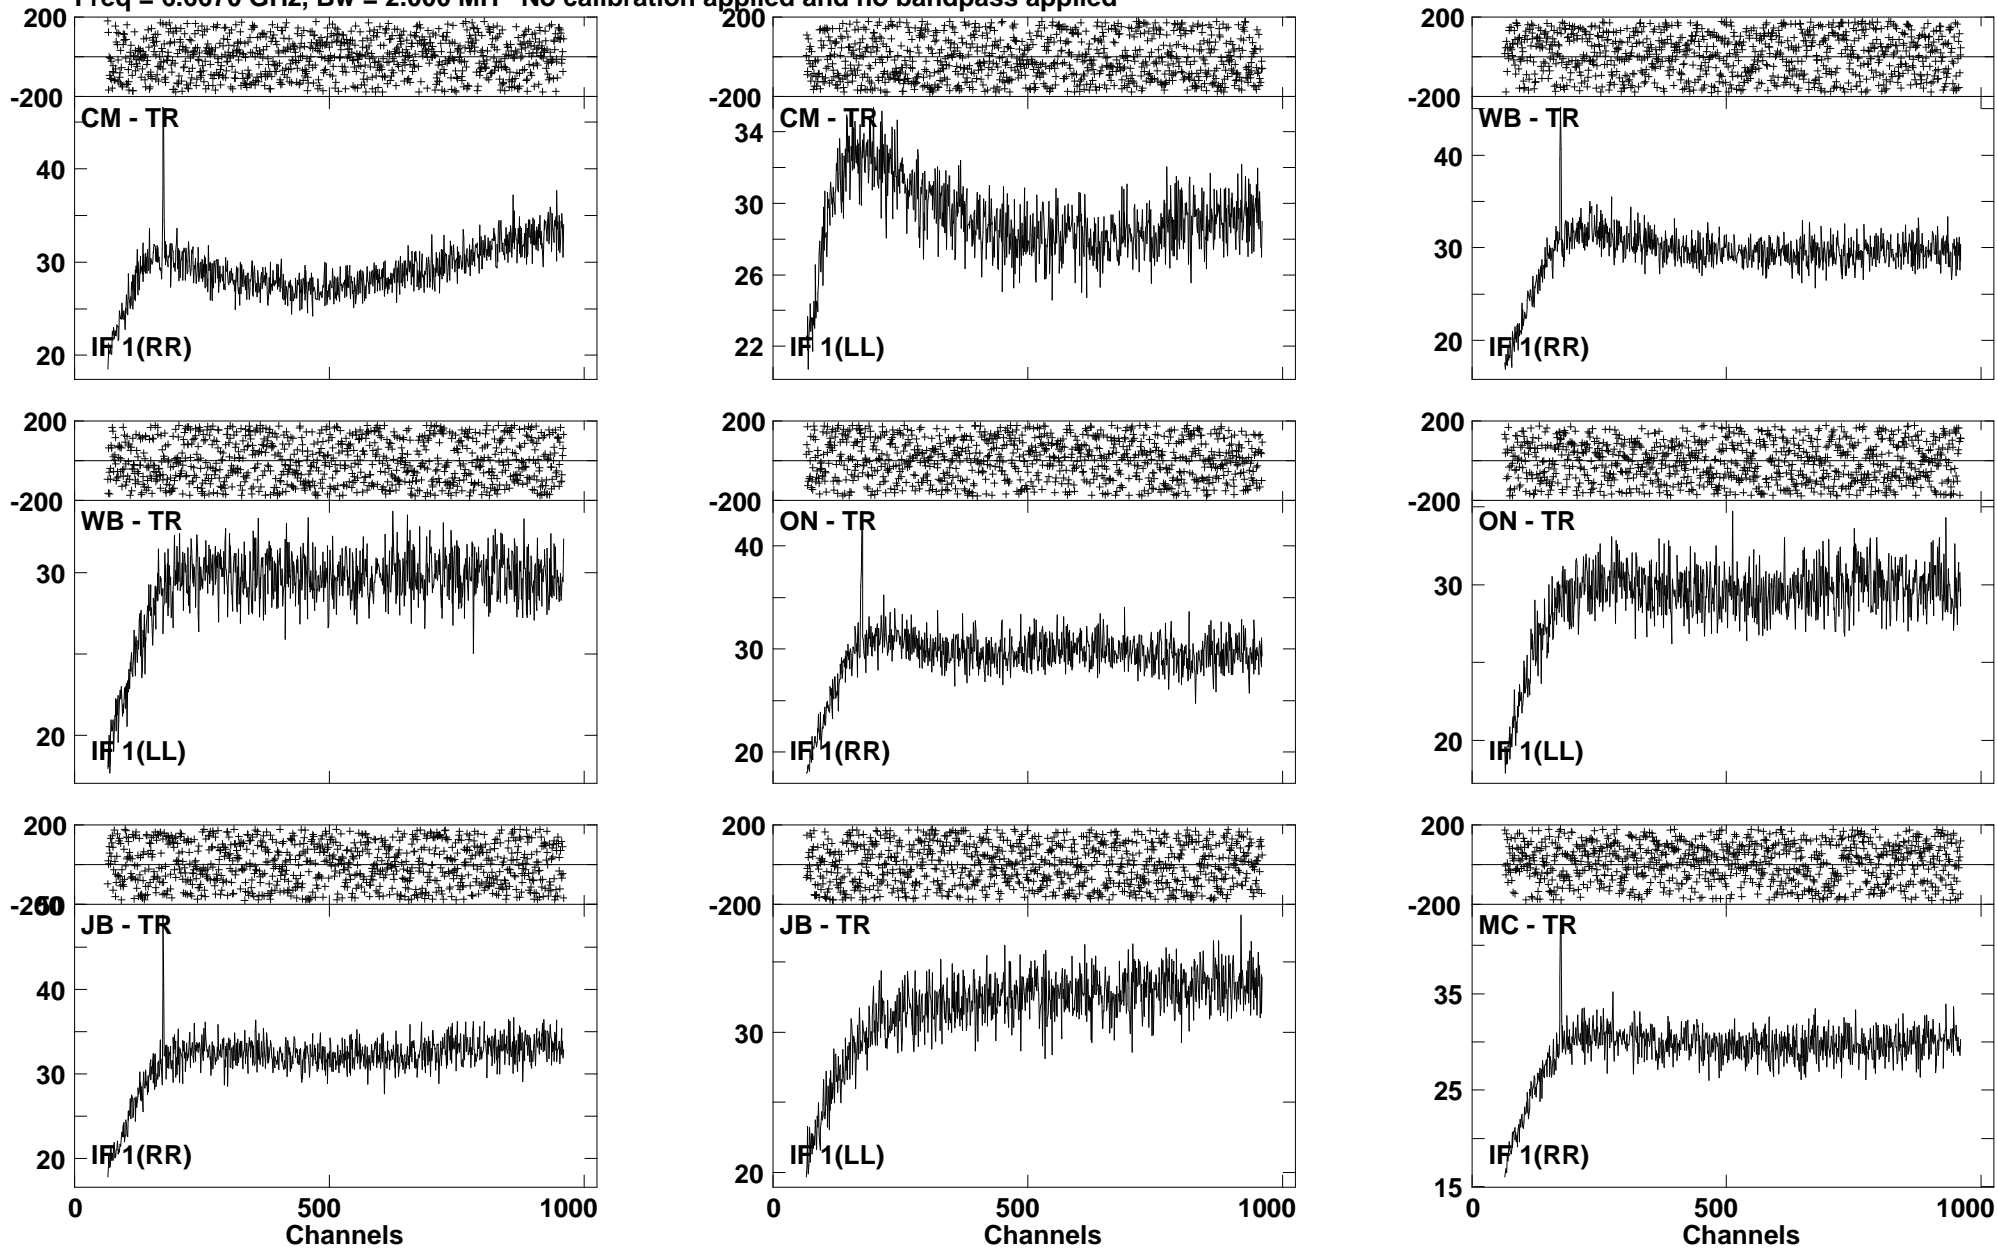 No calibration applied and no bandpass applied
200
-200
CM - TR
40
30
20
IF 1(RR)
CM - TR
34
30
26
22
IF 1(LL)
200
-200
WB - TR
40
30
20
IF 1(RR)
200
-200
WB - TR
30
20
IF 1(LL)
200
-200
ON - TR
40
30
20
IF 1(RR)
200
-200
ON - TR
30
20
IF 1(LL)
200
JB - TR
40
30
20
IF 1(RR)
0 500 1000
Channels
200
-200
JB - TR
30
20
IF 1(LL)
0 500 1000
Channels
200
-200
MC - TR
35
25
15
IF 1(RR)
0 500 1000
Channels